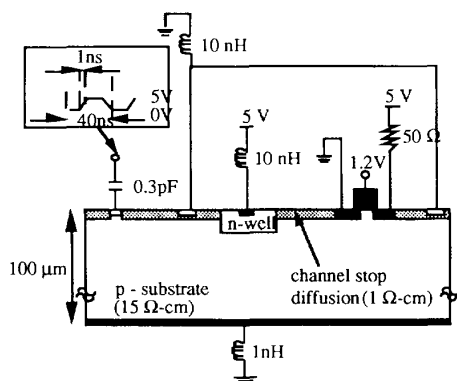 10 nH
1ns
5V
0V
40ns
5 V
5 V
10 nH
50 Ω
1.2V
0.3pF
n-well
100 μm
channel stop
diffusion (1 Ω-cm)
p - substrate
(15 Ω-cm)
1nH